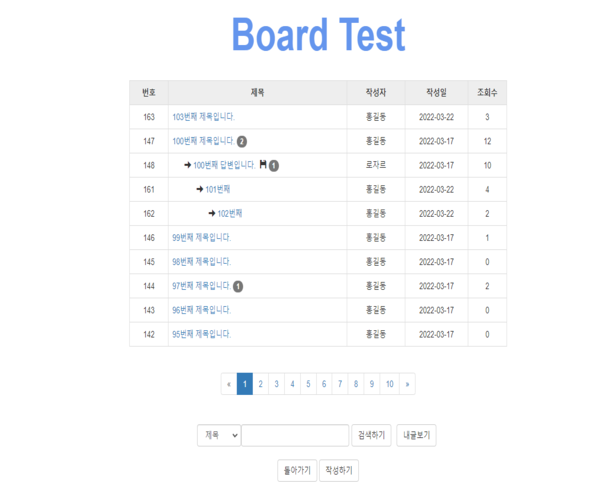 Board Test
번호 제목 작성자 작성일 조회수
163 103번째 제목입니다. 홍길동 2022-03-22 3
147 100번째 제목입니다. 2 홍길동 2022-03-17 12
148 ➔ 100번째 답변입니다. 1 로자르 2022-03-17 10
161 ➔ 101번째 홍길동 2022-03-22 4
162 ➔ 102번째 홍길동 2022-03-22 2
146 99번째 제목입니다. 홍길동 2022-03-17 1
145 98번째 제목입니다. 홍길동 2022-03-17 0
144 97번째 제목입니다. 1 홍길동 2022-03-17 2
143 96번째 제목입니다. 홍길동 2022-03-17 0
142 95번째 제목입니다. 홍길동 2022-03-17 0
« 1 2 3 4 5 6 7 8 9 10 »
제목 검색하기 내글보기
돌아가기 작성하기